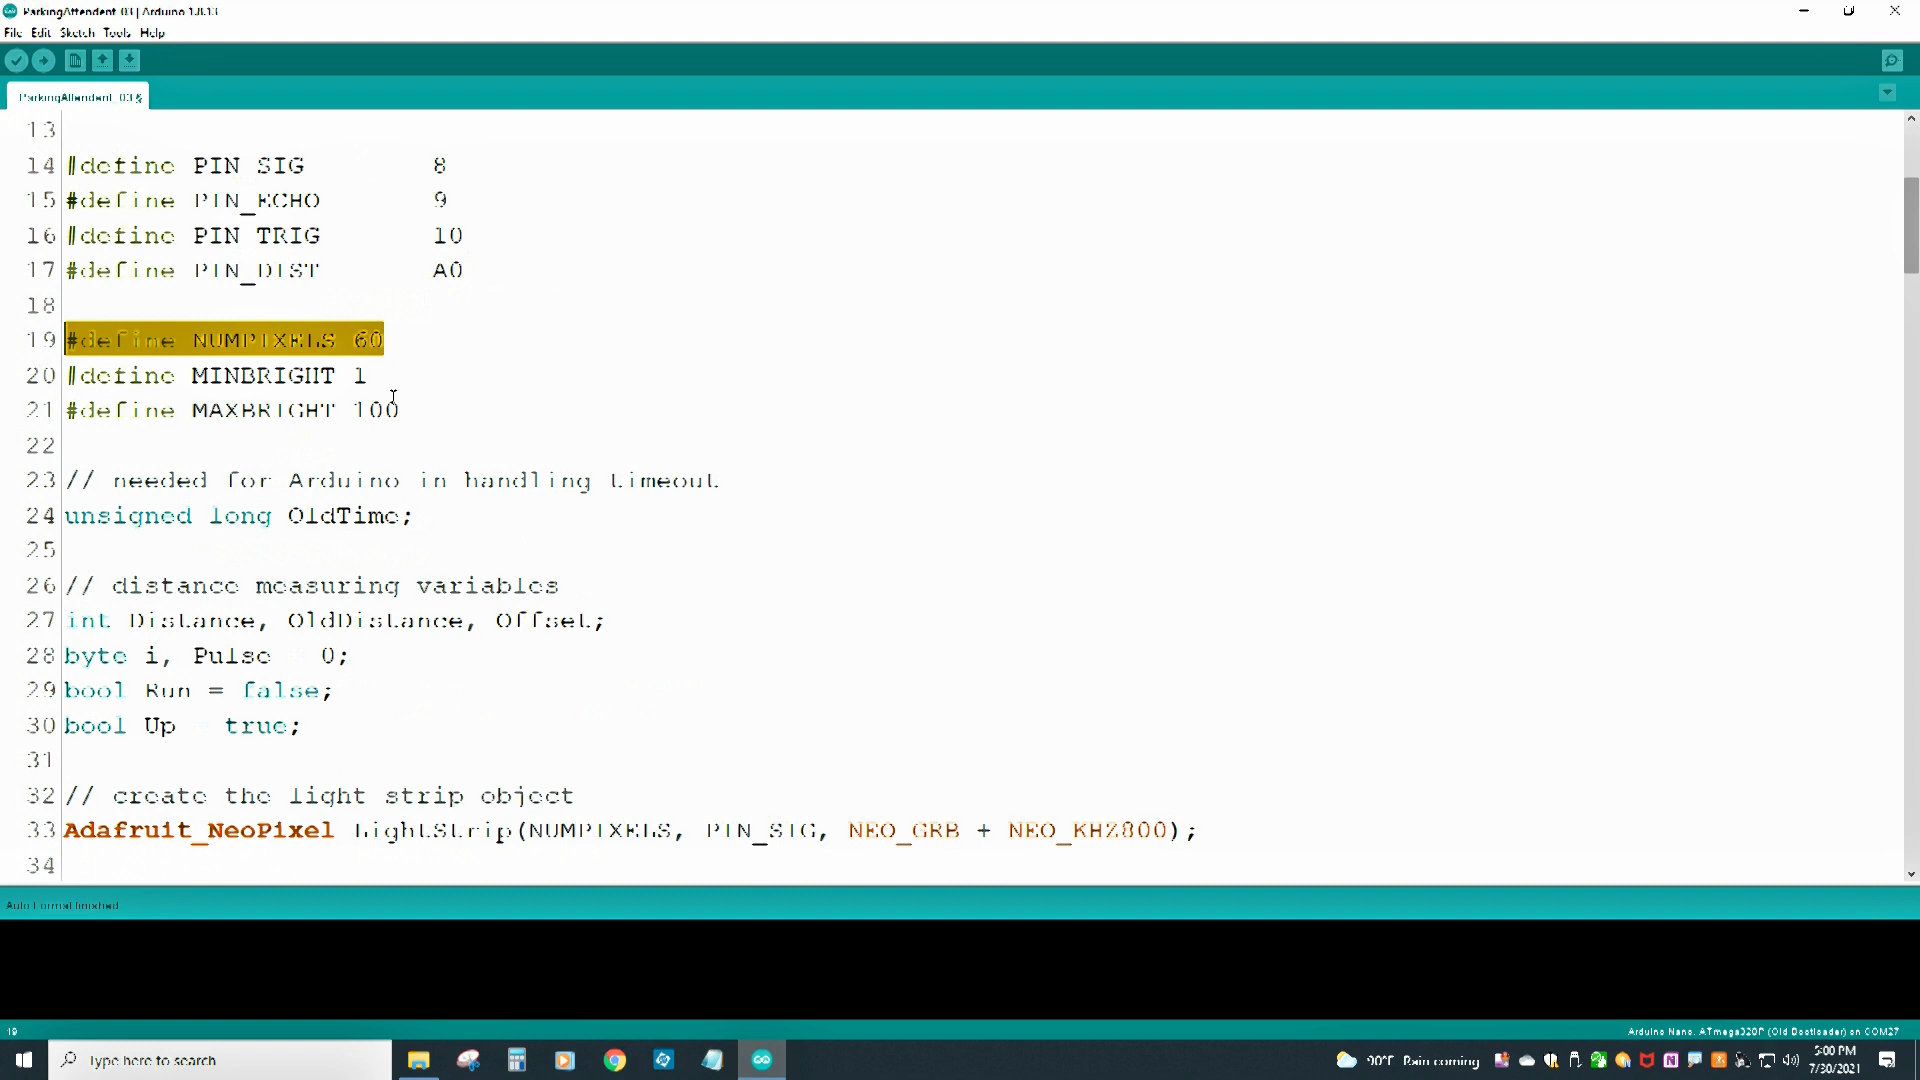 ParkingAttendent_03 | Arduino 1.8.13
File Edit Sketch Tools Help
ParkingAttendent_03 §
13
14 #define PIN_SIG 8
15 #define PIN_ECHO 9
16 #define PIN_TRIG 10
17 #define PIN_DIST A0
18
19 #define NUMPIXELS 60
20 #define MINBRIGHT 1
21 #define MAXBRIGHT 100
22
23 // needed for Arduino in handling timeout
24 unsigned long OldTime;
25
26 // distance measuring variables
27 int Distance, OldDistance, Offset;
28 byte i, Pulse = 0;
29 bool Run = false;
30 bool Up = true;
31
32 // create the light strip object
33 Adafruit_NeoPixel LightStrip(NUMPIXELS, PIN_SIG, NEO_GRB + NEO_KHZ800);
34
Auto Format finished.
19
Arduino Nano, ATmega328P (Old Bootloader) on COM27
Type here to search
90°F Rain coming
5:00 PM
7/30/2021